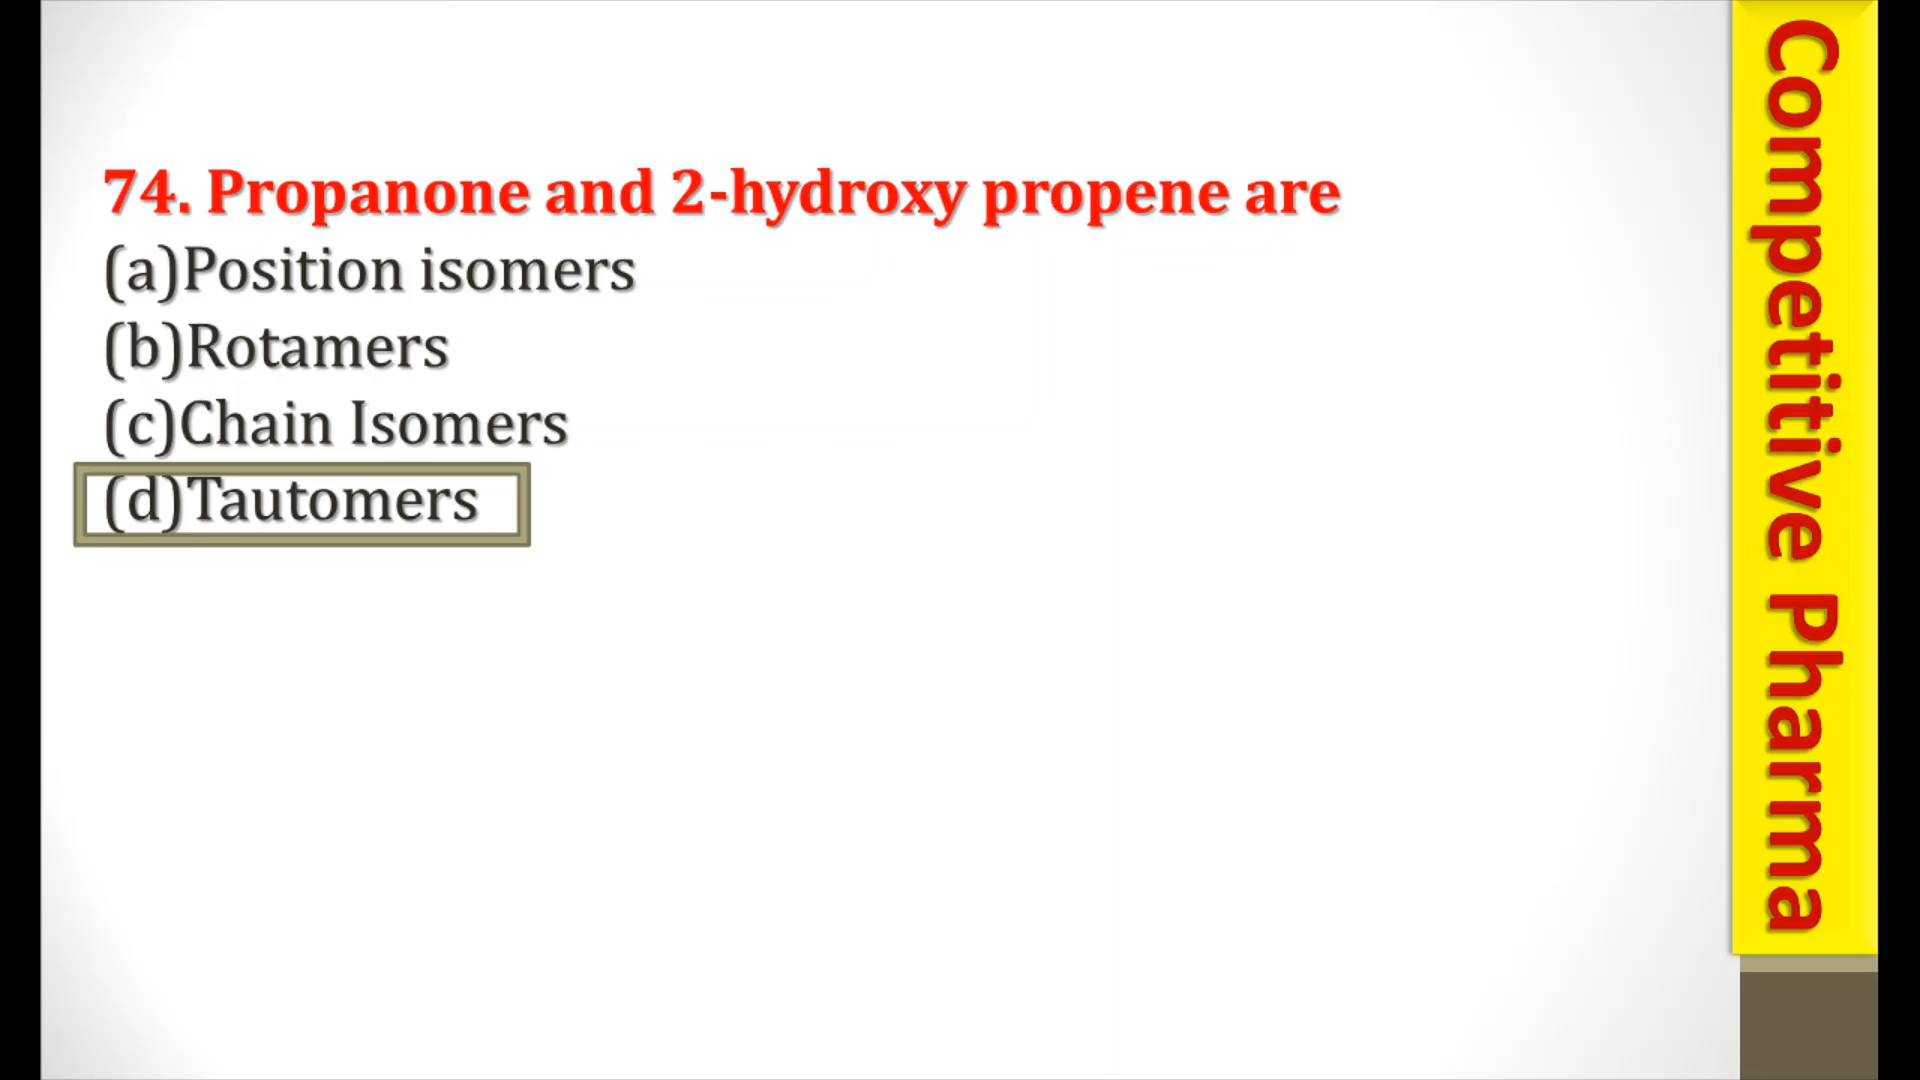 74. Propanone and 2-hydroxy propene are
(a)Position isomers
(b)Rotamers
(c)Chain Isomers
(d)Tautomers
Competitive Pharma